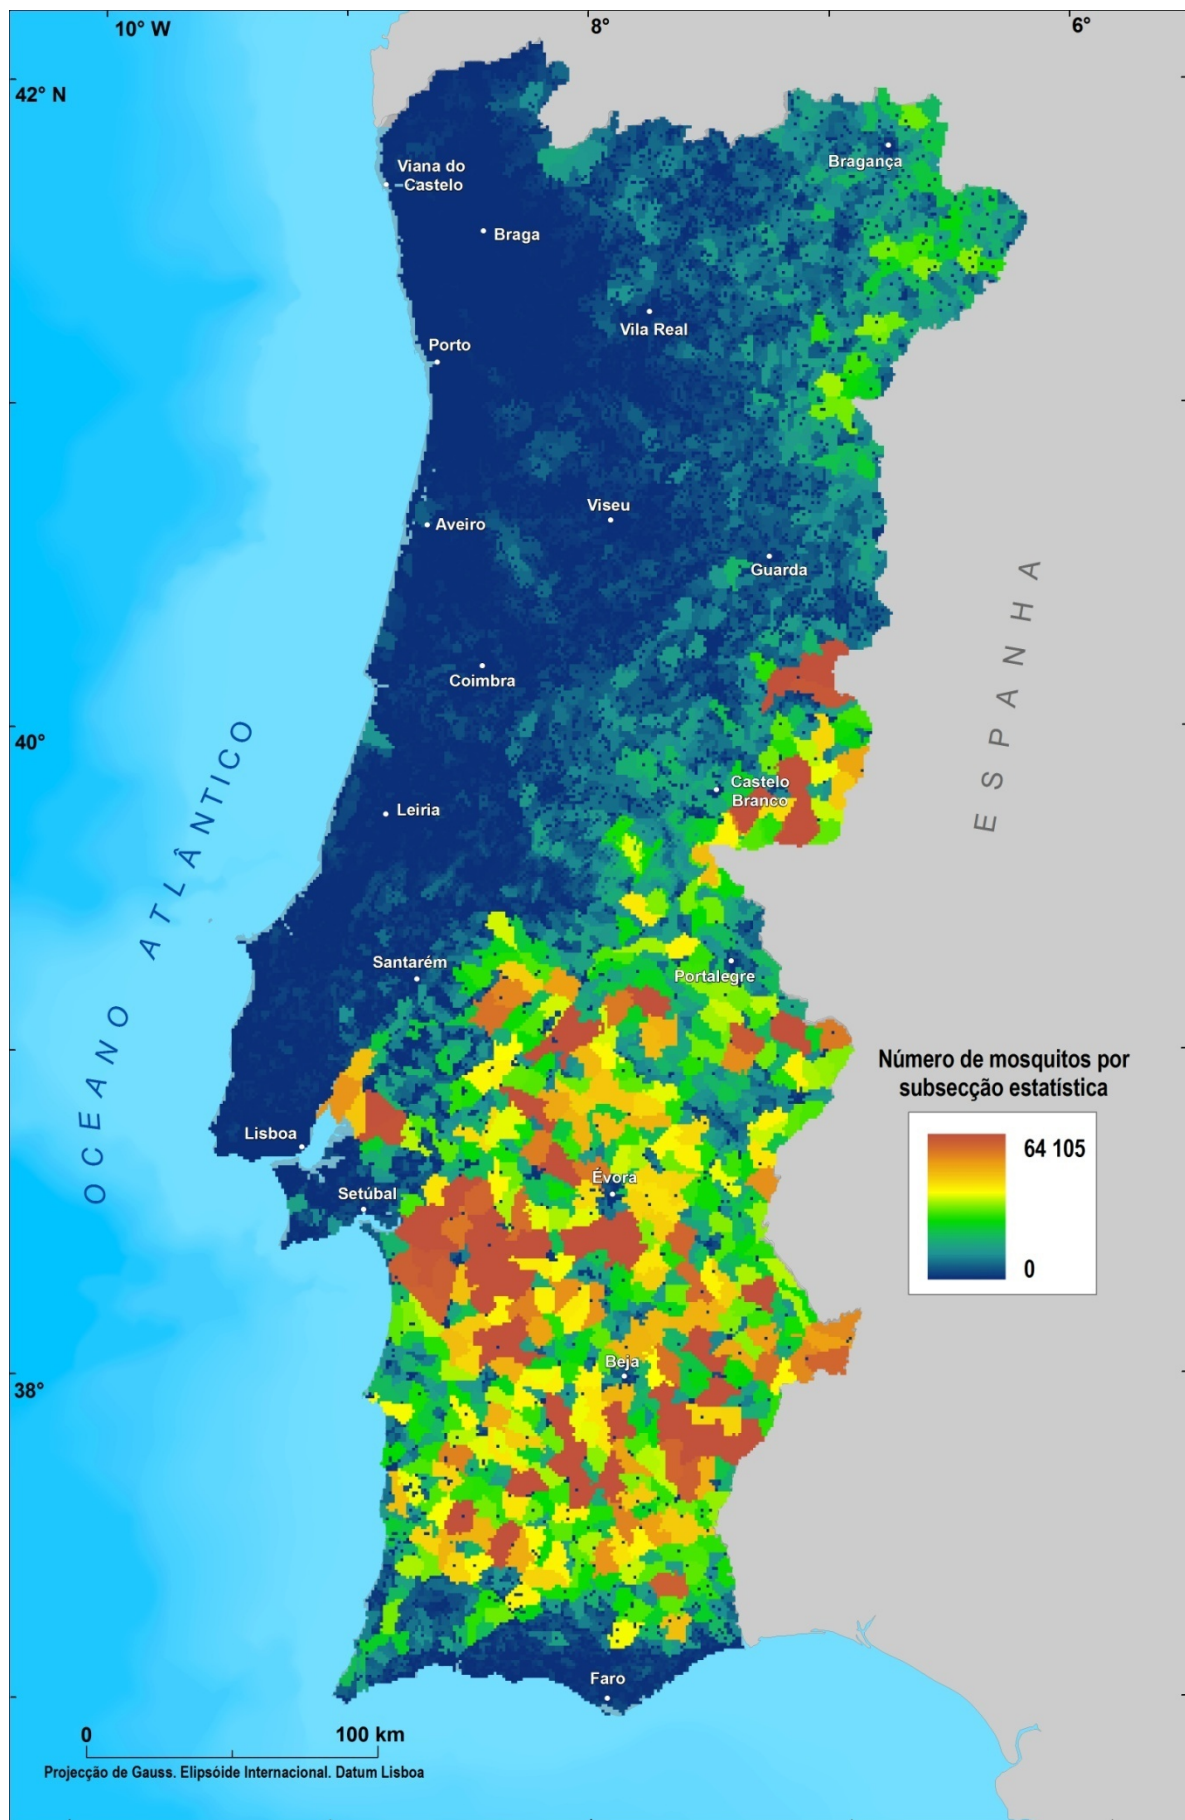 10° W
8°
6°
42° N
Bragança
Viana do
Castelo
Braga
Vila Real
Porto
Viseu
Aveiro
Guarda
Coimbra
ESPANHA
40°
OCEANO ATLÂNTICO
Castelo
Branco
Leiria
Santarém
Portalegre
Número de mosquitos por
subsecção estatística
64 105
0
Lisboa
Évora
Setúbal
Beja
38°
Faro
0
100 km
Projecção de Gauss. Elipsóide Internacional. Datum Lisboa